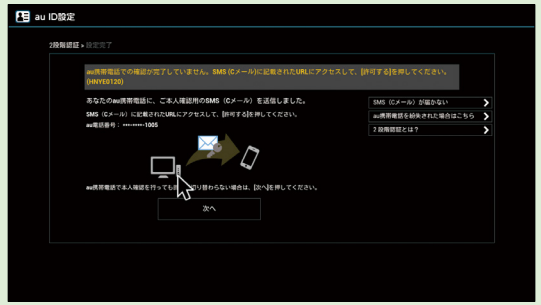 au ID設定
2段階認証 » 設定完了
au携帯電話での確認が完了していません。SMS (Cメール)に記載されたURLにアクセスして、[許可する]を押してください。
(HNYE0120)
あなたのau携帯電話に、ご本人確認用のSMS（Cメール）を送信しました。
SMS（Cメール）に記載されたURLにアクセスして、[許可する]を押してください。
au電話番号：•••-••••-1005
SMS（Cメール）が届かない
au携帯電話を紛失された場合はこちら
2 段階認証とは？
au携帯電話で本人確認を行っても 切り替わらない場合は、[次へ]を押してください。
次へ